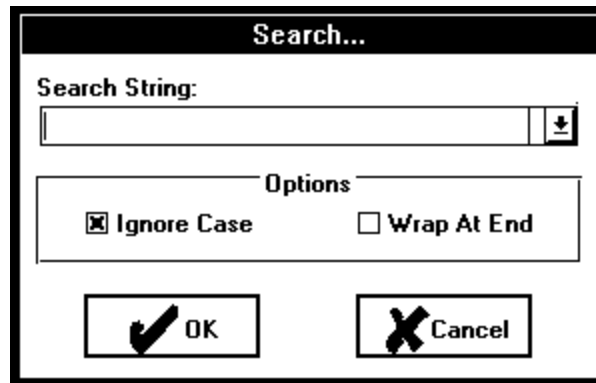 Search...
Search String:
Options
Ignore Case Wrap At End
OK Cancel